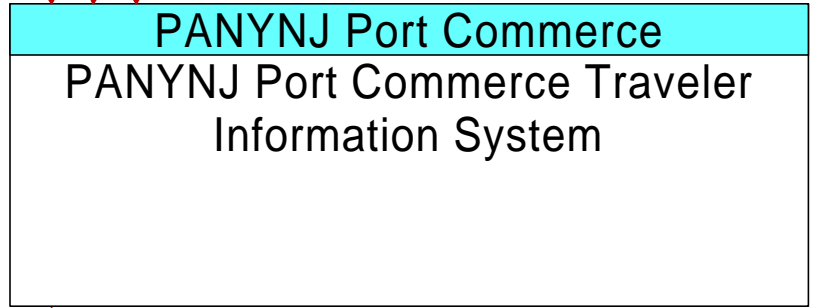 PANYNJ Port Commerce
PANYNJ Port Commerce Traveler
Information System